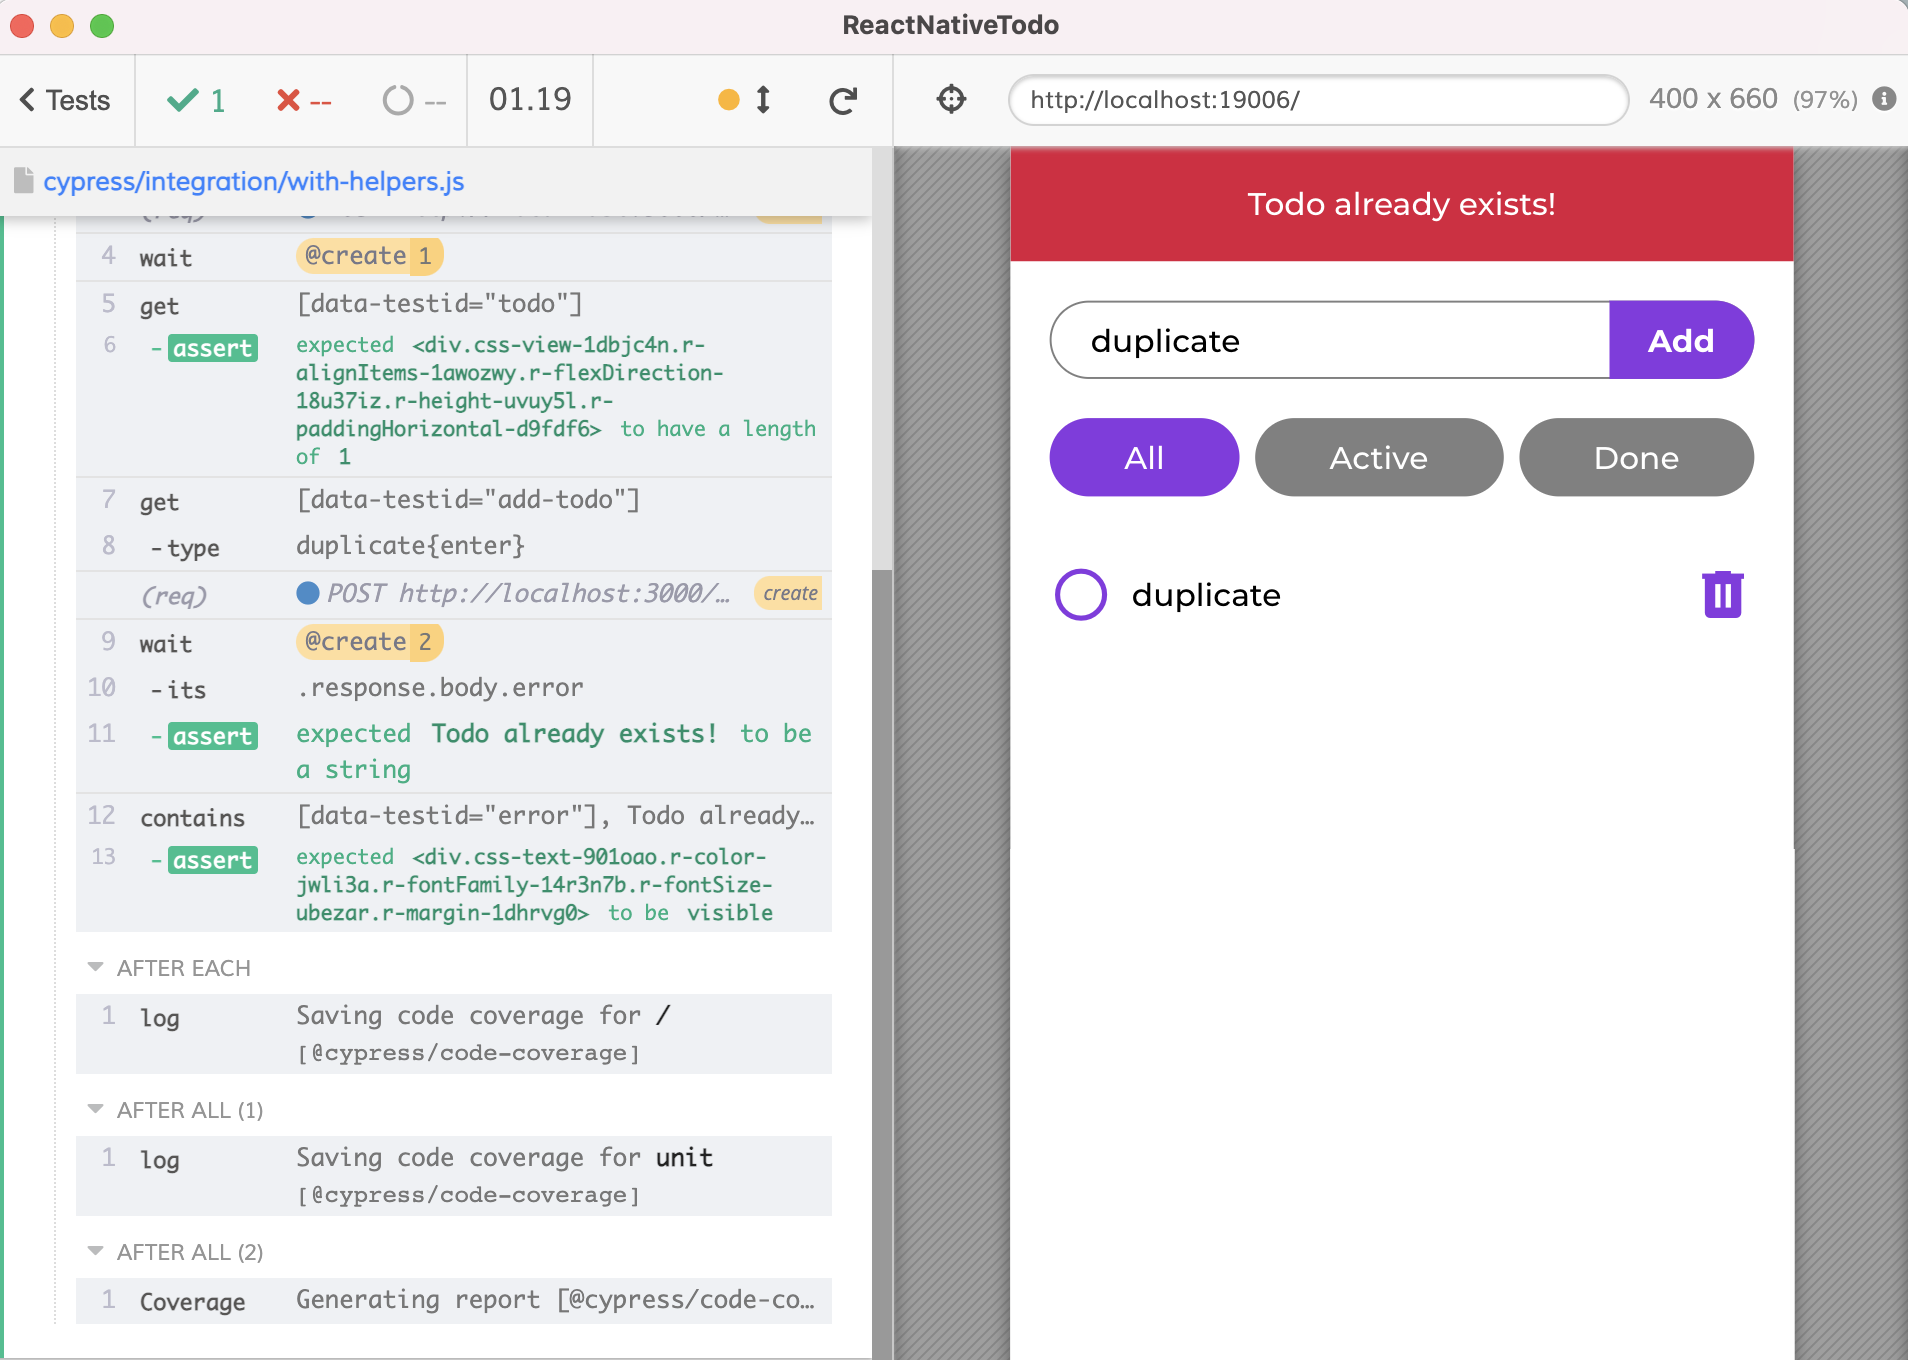 ReactNativeTodo
Tests 1 -- -- 01.19
http://localhost:19006/ 400 x 660 (97%)
cypress/integration/with-helpers.js
(req)
4 wait @create 1
5 get [data-testid="todo"]
6 -assert expected <div.css-view-1dbjc4n.r-
alignItems-1awozwy.r-flexDirection-
18u37iz.r-height-uvuy5l.r-
paddingHorizontal-d9fdf6> to have a length
of 1
7 get [data-testid="add-todo"]
8 -type duplicate{enter}
(req) POST http://localhost:3000/… create
9 wait @create 2
10 -its .response.body.error
11 -assert expected Todo already exists! to be
a string
12 contains [data-testid="error"], Todo already…
13 -assert expected <div.css-text-901oao.r-color-
jwli3a.r-fontFamily-14r3n7b.r-fontSize-
ubezar.r-margin-1dhrvg0> to be visible
AFTER EACH
1 log Saving code coverage for /
[@cypress/code-coverage]
AFTER ALL (1)
1 log Saving code coverage for unit
[@cypress/code-coverage]
AFTER ALL (2)
1 Coverage Generating report [@cypress/code-co…
Todo already exists!
duplicate Add
All Active Done
duplicate